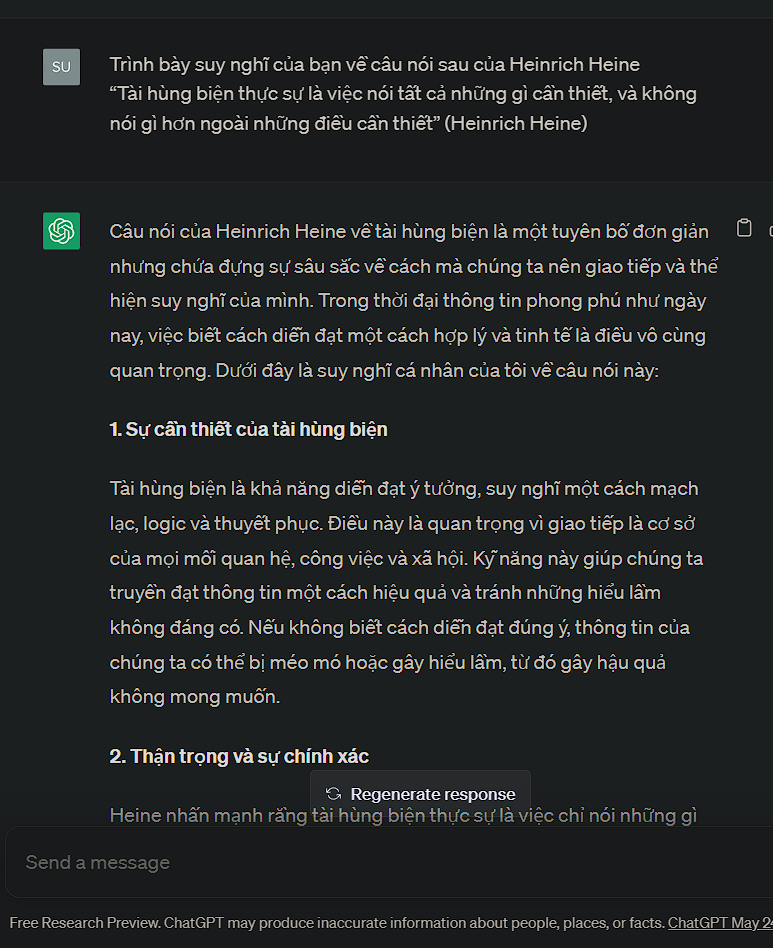 SU
Trình bày suy nghĩ của bạn về câu nói sau của Heinrich Heine
“Tài hùng biện thực sự là việc nói tất cả những gì cần thiết, và không
nói gì hơn ngoài những điều cần thiết” (Heinrich Heine)
Câu nói của Heinrich Heine về tài hùng biện là một tuyên bố đơn giản
nhưng chứa đựng sự sâu sắc về cách mà chúng ta nên giao tiếp và thể
hiện suy nghĩ của mình. Trong thời đại thông tin phong phú như ngày
nay, việc biết cách diễn đạt một cách hợp lý và tinh tế là điều vô cùng
quan trọng. Dưới đây là suy nghĩ cá nhân của tôi về câu nói này:
1. Sự cần thiết của tài hùng biện
Tài hùng biện là khả năng diễn đạt ý tưởng, suy nghĩ một cách mạch
lạc, logic và thuyết phục. Điều này là quan trọng vì giao tiếp là cơ sở
của mọi mối quan hệ, công việc và xã hội. Kỹ năng này giúp chúng ta
truyền đạt thông tin một cách hiệu quả và tránh những hiểu lầm
không đáng có. Nếu không biết cách diễn đạt đúng ý, thông tin của
chúng ta có thể bị méo mó hoặc gây hiểu lầm, từ đó gây hậu quả
không mong muốn.
2. Thận trọng và sự chính xác
Regenerate response
Heine nhấn mạnh rằng tài hùng biện thực sự là việc chỉ nói những gì
Send a message
Free Research Preview. ChatGPT may produce inaccurate information about people, places, or facts. ChatGPT May 24